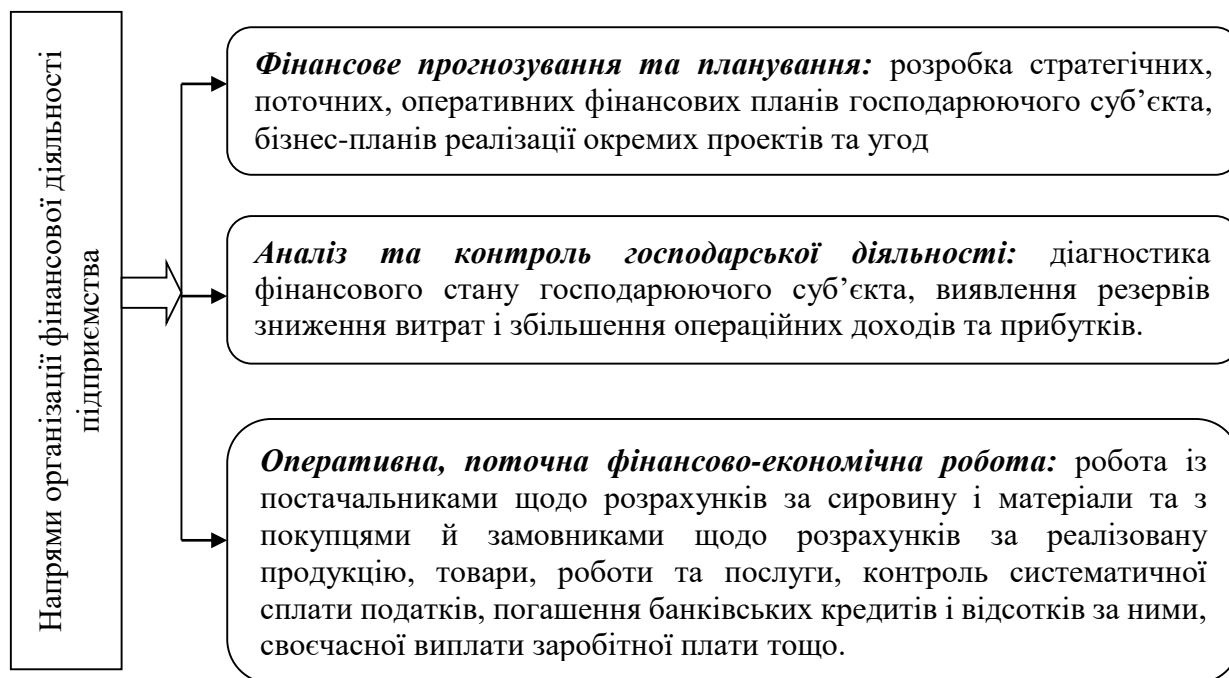 Напрями організації фінансової діяльності
підприємства
Фінансове прогнозування та планування: розробка стратегічних,
поточних, оперативних фінансових планів господарюючого суб’єкта,
бізнес-планів реалізації окремих проектів та угод
Аналіз та контроль господарської діяльності: діагностика
фінансового стану господарюючого суб’єкта, виявлення резервів
зниження витрат і збільшення операційних доходів та прибутків.
Оперативна, поточна фінансово-економічна робота: робота із
постачальниками щодо розрахунків за сировину і матеріали та з
покупцями й замовниками щодо розрахунків за реалізовану
продукцію, товари, роботи та послуги, контроль систематичної
сплати податків, погашення банківських кредитів і відсотків за ними,
своєчасної виплати заробітної плати тощо.